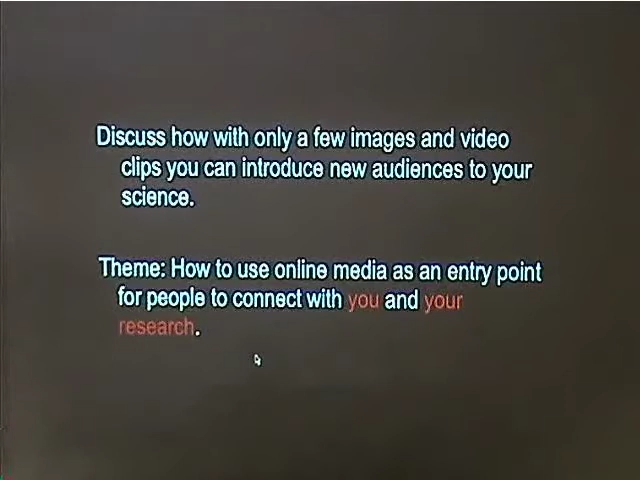 Discuss how with only a few images and video
clips you can introduce new audiences to your
science.
Theme: How to use online media as an entry point
for people to connect with you and your
research.